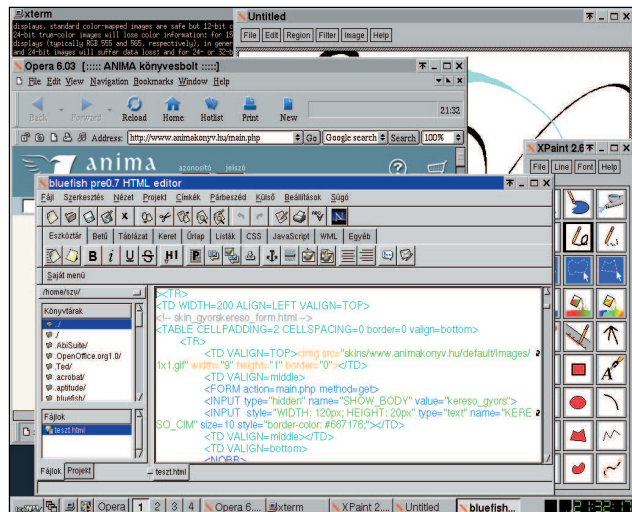 xterm
displays, standard color-mapped images are safe but 12-bit c
24-bit true-color images will lose color information: for 15
displays (typically RGB 555 and 565, respectively), in gener
and 24-bit images will suffer data loss; and for 24- or 32-b
Untitled
File Edit Region Filter Image Help
Opera 6.03 [:::::: ANIMA könyvesbolt :::::]
File Edit View Navigation Bookmarks Window Help
Back Forward Reload Home Hotlist Print New 21:32
Address: http://www.animakonyv.hu/main.php Go Google search Search 100%
anima azonosító jelszó
XPaint 2.6
File Line Font Help
bluefish pre0.7 HTML editor
Fájl Szerkesztés Nézet Projekt Címkék Párbeszéd Külső Beállítások Súgó
Eszköztár Betű Táblázat Keret Űrlap Listák CSS JavaScript WML Egyéb
B i U S H1 P
Saját menü
/home/szy/
Könyvtárak
./
../
.AbiSuite/
.OpenOffice.org1.0/
.Ted/
.acrobat/
.aptitude/
.bluefish/
Fájlok
teszt.html
Fájlok Projekt
><TR>
<TD WIDTH=200 ALIGN=LEFT VALIGN=TOP>
<!-- skin_gyorskereso_form.html -->
<TABLE CELLPADDING=2 CELLSPACING=0 border=0 valign=bottom>
<TR>
<TD VALIGN=TOP><img src="skins/www.animakonyv.hu/default/images/
1x1.gif" width="9" height="1" border="0"></TD>
<TD VALIGN=middle>
<FORM action=main.php method=get>
<INPUT type="hidden" name="SHOW_BODY" value="kereso_gyors">
<INPUT style="WIDTH: 120px; HEIGHT: 20px" type="text" name="KERE
SO_CIM" size=10 style="border-color: #667176;"></TD>
<TD VALIGN=middle></TD>
<TD VALIGN=bottom>
<NOBR>
teszt.html
Opera 1 2 3 4 Opera 6.... xterm XPaint 2.... Untitled bluefish... 21:32:17